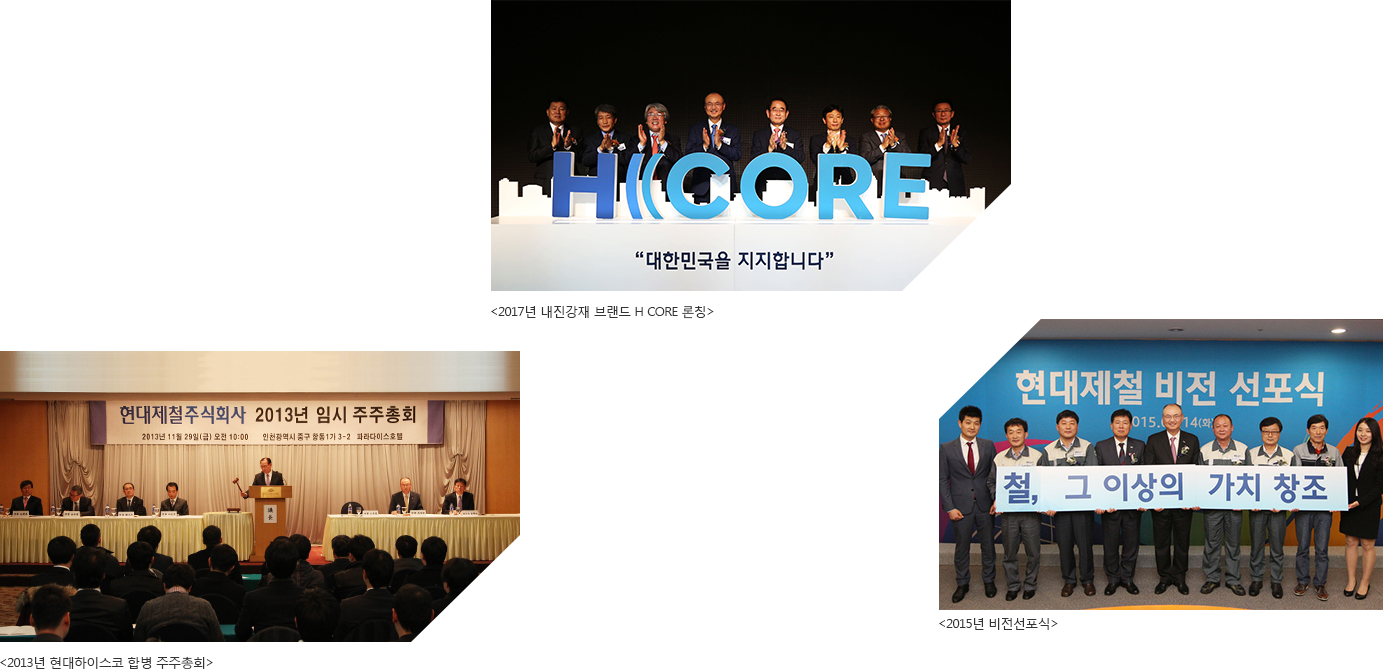 H CORE
“대한민국을 지지합니다”
<2017년 내진강재 브랜드 H CORE 론칭>
현대제철주식회사 2013년 임시 주주총회
2013년 11월 29일(금) 오전 10:00 인천광역시 중구 항동1가 3-2 파라다이스호텔
議長
<2013년 현대하이스코 합병 주주총회>
현대제철 비전 선포식
14(화)
철, 그 이상의 가치 창조
<2015년 비전선포식>